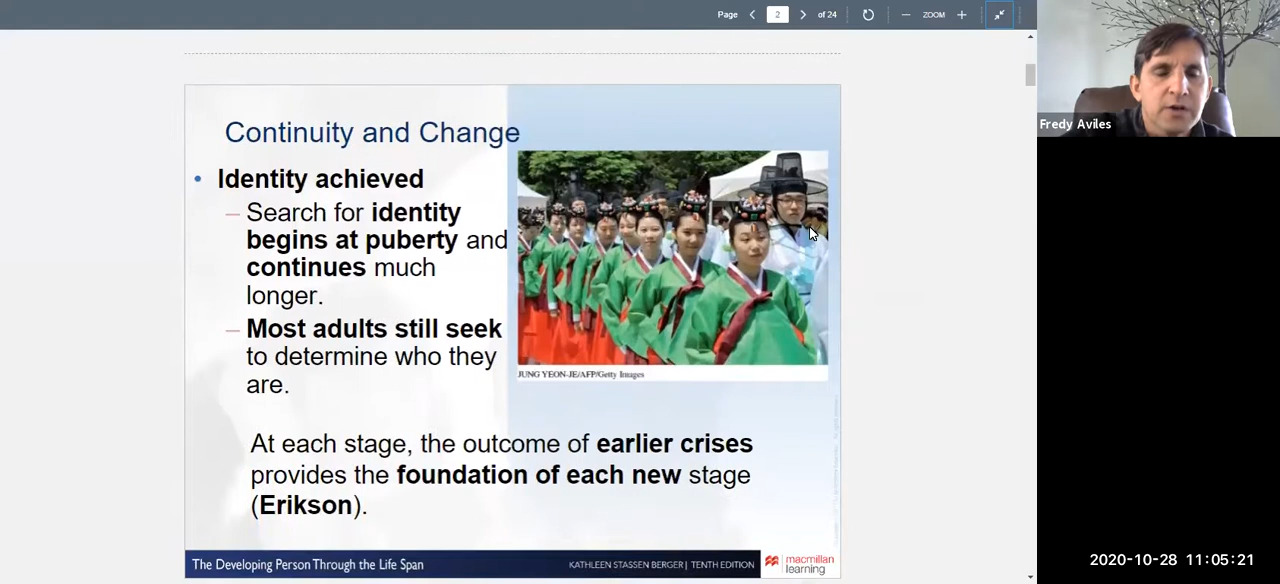 Page
2
of 24
ZOOM
Fredy Aviles
Continuity and Change
• Identity achieved
– Search for identity
begins at puberty and
continues much
longer.
– Most adults still seek
to determine who they
are.
JUNG YEON-JE/AFP/Getty Images
At each stage, the outcome of earlier crises
provides the foundation of each new stage
(Erikson).
The Developing Person Through the Life Span
KATHLEEN STASSEN BERGER | TENTH EDITION
macmillan
learning
2020-10-28 11:05:21